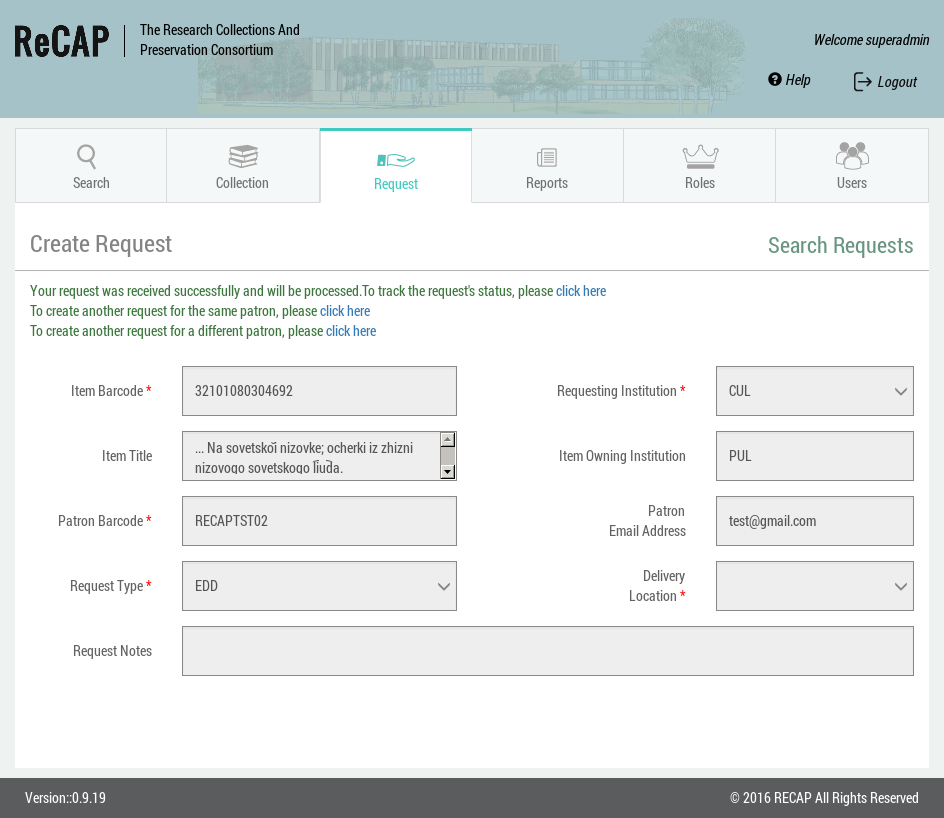 ReCAP
The Research Collections And
Preservation Consortium
Welcome superadmin
Help
Logout
Search
Collection
Request
Reports
Roles
Users
Create Request
Search Requests
Your request was received successfully and will be processed.To track the request's status, please click here
To create another request for the same patron, please click here
To create another request for a different patron, please click here
Item Barcode *
32101080304692
Requesting Institution *
CUL
Item Title
... Na sovetskoĭ nizovke; ocherki iz zhizni
nizovogo sovetskogo li͡uda.
Item Owning Institution
PUL
Patron Barcode *
RECAPTST02
Patron
Email Address
test@gmail.com
Request Type *
EDD
Delivery
Location *
Request Notes
Version::0.9.19
© 2016 RECAP All Rights Reserved